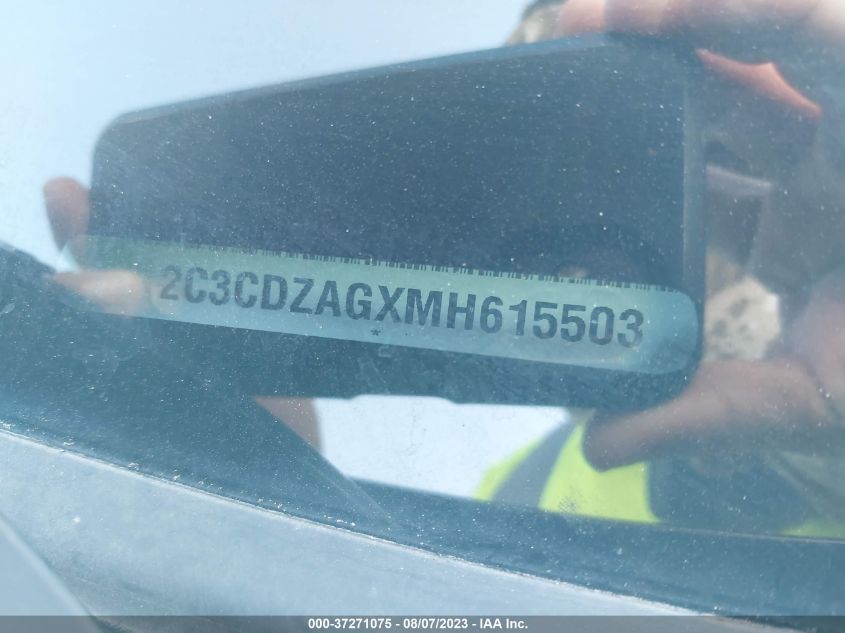 2C3CDZAGXMH615503
*
000-37271075 — 08/07/2023 — IAA Inc.